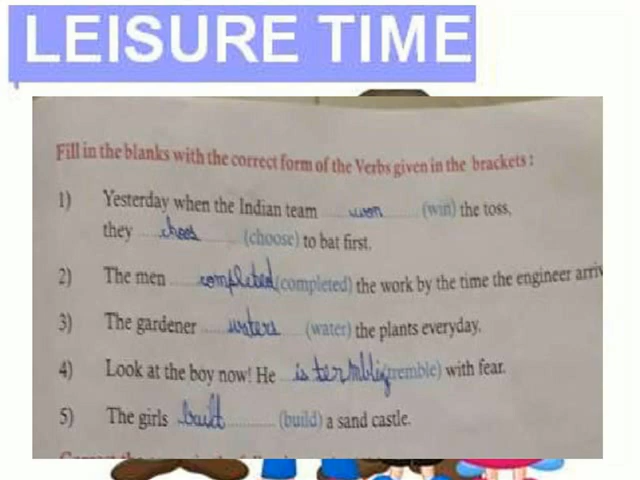 LEISURE TIME
Fill in the blanks with the correct form of the Verbs given in the brackets :
1) Yesterday when the Indian team won (win) the toss,
they (choose) to bat first.
2) The men completed (completed) the work by the time the engineer arriv
3) The gardener waters (water) the plants everyday.
4) Look at the boy now! He is (tremble) with fear.
5) The girls built (build) a sand castle.